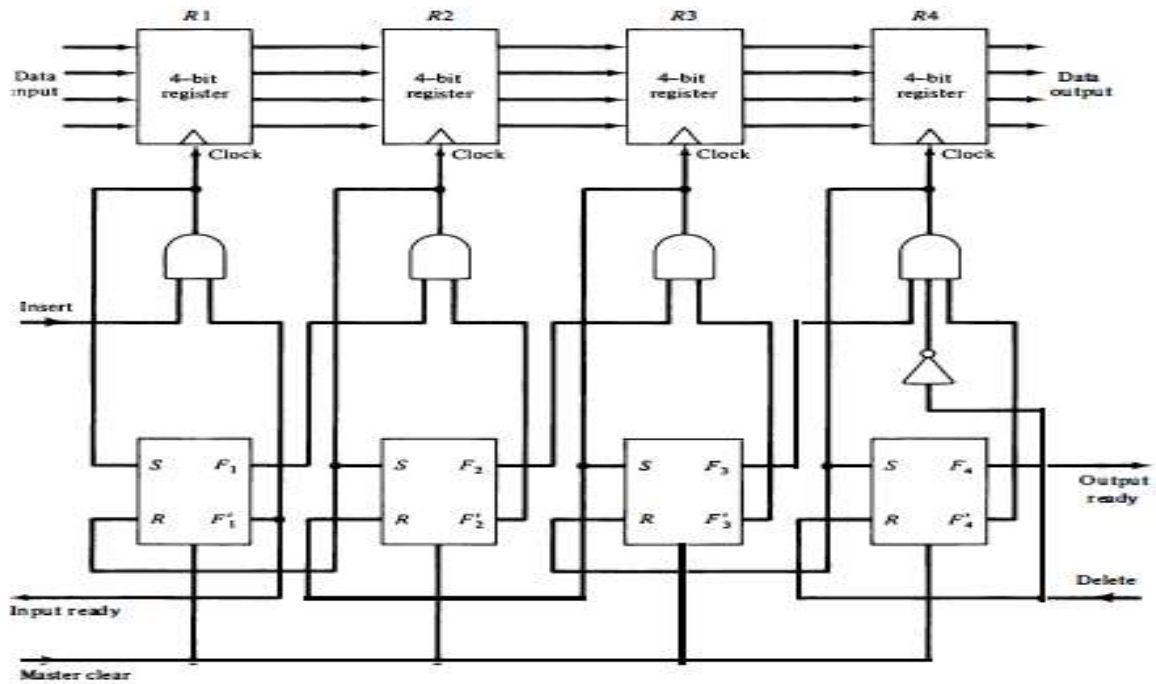 R1 R2 R3 R4
Data input
4-bit register
4-bit register
4-bit register
4-bit register
Data output
Clock Clock Clock Clock
Insert
S F₁ S F₂ S F₃ S F₄
Output ready
R F'₁ R F'₂ R F'₃ R F'₄
Delete
Input ready
Master clear